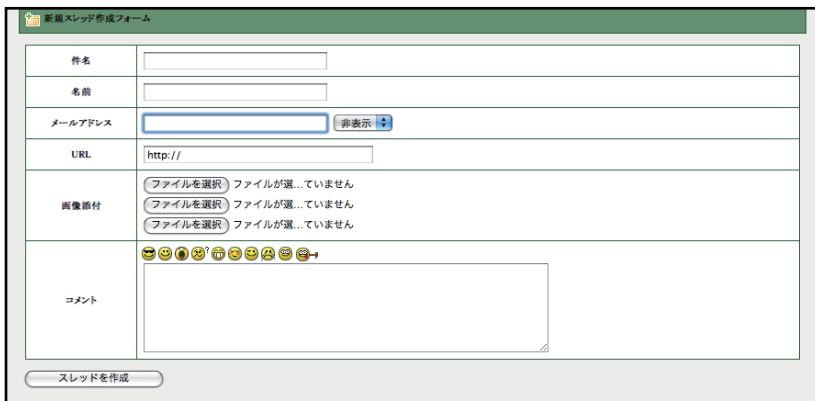 新規スレッド作成フォーム
件名
名前
メールアドレス
非表示
URL
http://
画像添付
ファイルを選択 ファイルが選...ていません
ファイルを選択 ファイルが選...ていません
ファイルを選択 ファイルが選...ていません
コメント
スレッドを作成